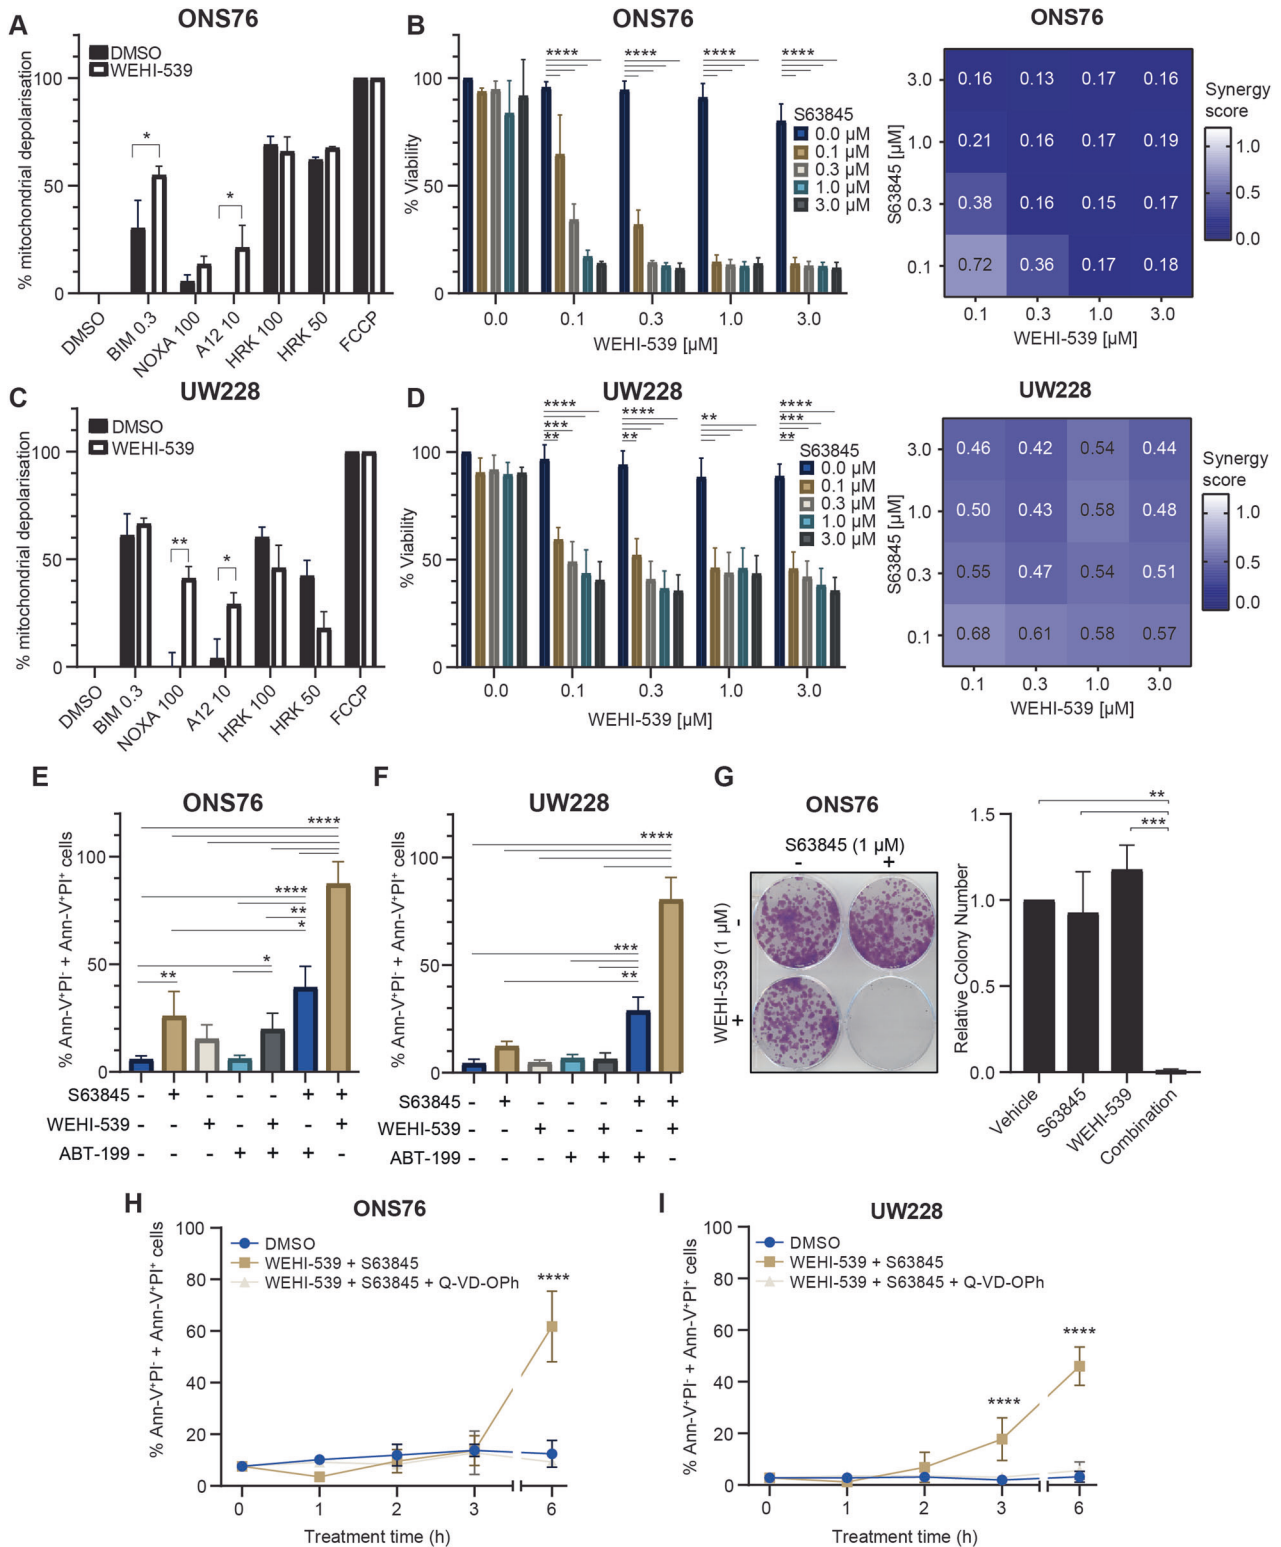 A
ONS76
DMSO
WEHI-539
% mitochondrial depolarisation
100
50
0
*
*
DMSO
BIM 0.3
NOXA 100
A12 10
HRK 100
HRK 50
FCCP
B
ONS76
% Viability
100
50
0
****
****
****
****
S63845
0.0 µM
0.1 µM
0.3 µM
1.0 µM
3.0 µM
0.0
0.1
0.3
1.0
3.0
WEHI-539 [µM]
ONS76
S63845 [µM]
3.0
0.16
0.13
0.17
0.16
1.0
0.21
0.16
0.17
0.19
0.3
0.38
0.16
0.15
0.17
0.1
0.72
0.36
0.17
0.18
0.1
0.3
1.0
3.0
WEHI-539 [µM]
Synergy
score
1.0
0.5
0.0
C
UW228
DMSO
WEHI-539
% mitochondrial depolarisation
100
50
0
**
*
DMSO
BIM 0.3
NOXA 100
A12 10
HRK 100
HRK 50
FCCP
D
UW228
% Viability
100
50
0
****
***
**
****
**
**
****
***
**
S63845
0.0 µM
0.1 µM
0.3 µM
1.0 µM
3.0 µM
0.0
0.1
0.3
1.0
3.0
WEHI-539 [µM]
UW228
S63845 [µM]
3.0
0.46
0.42
0.54
0.44
1.0
0.50
0.43
0.58
0.48
0.3
0.55
0.47
0.54
0.51
0.1
0.68
0.61
0.58
0.57
0.1
0.3
1.0
3.0
WEHI-539 [µM]
Synergy
score
1.0
0.5
0.0
E
ONS76
% Ann-V⁺PI⁻ + Ann-V⁺PI⁺ cells
100
50
0
****
****
**
*
*
**
S63845 - + - - - + +
WEHI-539 - - + - + - +
ABT-199 - - - + + + -
F
UW228
% Ann-V⁺PI⁻ + Ann-V⁺PI⁺ cells
100
50
0
****
***
**
S63845 - + - - - + +
WEHI-539 - - + - + - +
ABT-199 - - - + + + -
G
ONS76
S63845 (1 µM)
- +
WEHI-539 (1 µM)
-
+
Relative Colony Number
1.5
1.0
0.5
0.0
**
***
Vehicle
S63845
WEHI-539
Combination
H
ONS76
% Ann-V⁺PI⁻ + Ann-V⁺PI⁺ cells
100
80
60
40
20
0
DMSO
WEHI-539 + S63845
WEHI-539 + S63845 + Q-VD-OPh
****
0
1
2
3
6
Treatment time (h)
I
UW228
% Ann-V⁺PI⁻ + Ann-V⁺PI⁺ cells
100
80
60
40
20
0
DMSO
WEHI-539 + S63845
WEHI-539 + S63845 + Q-VD-OPh
****
****
0
1
2
3
6
Treatment time (h)